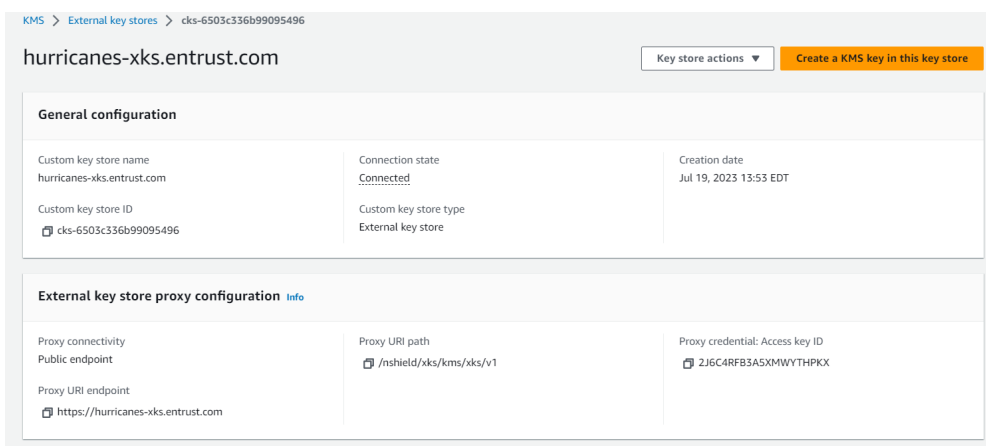 KMS > External key stores > cks-6503c336b99095496
hurricanes-xks.entrust.com
Key store actions ▼
Create a KMS key in this key store
General configuration
Custom key store name
hurricanes-xks.entrust.com
Custom key store ID
cks-6503c336b99095496
Connection state
Connected
Custom key store type
External key store
Creation date
Jul 19, 2023 13:53 EDT
External key store proxy configuration Info
Proxy connectivity
Public endpoint
Proxy URI endpoint
https://hurricanes-xks.entrust.com
Proxy URI path
/nshield/xks/kms/xks/v1
Proxy credential: Access key ID
2J6C4RFB3A5XMWYTHPKX